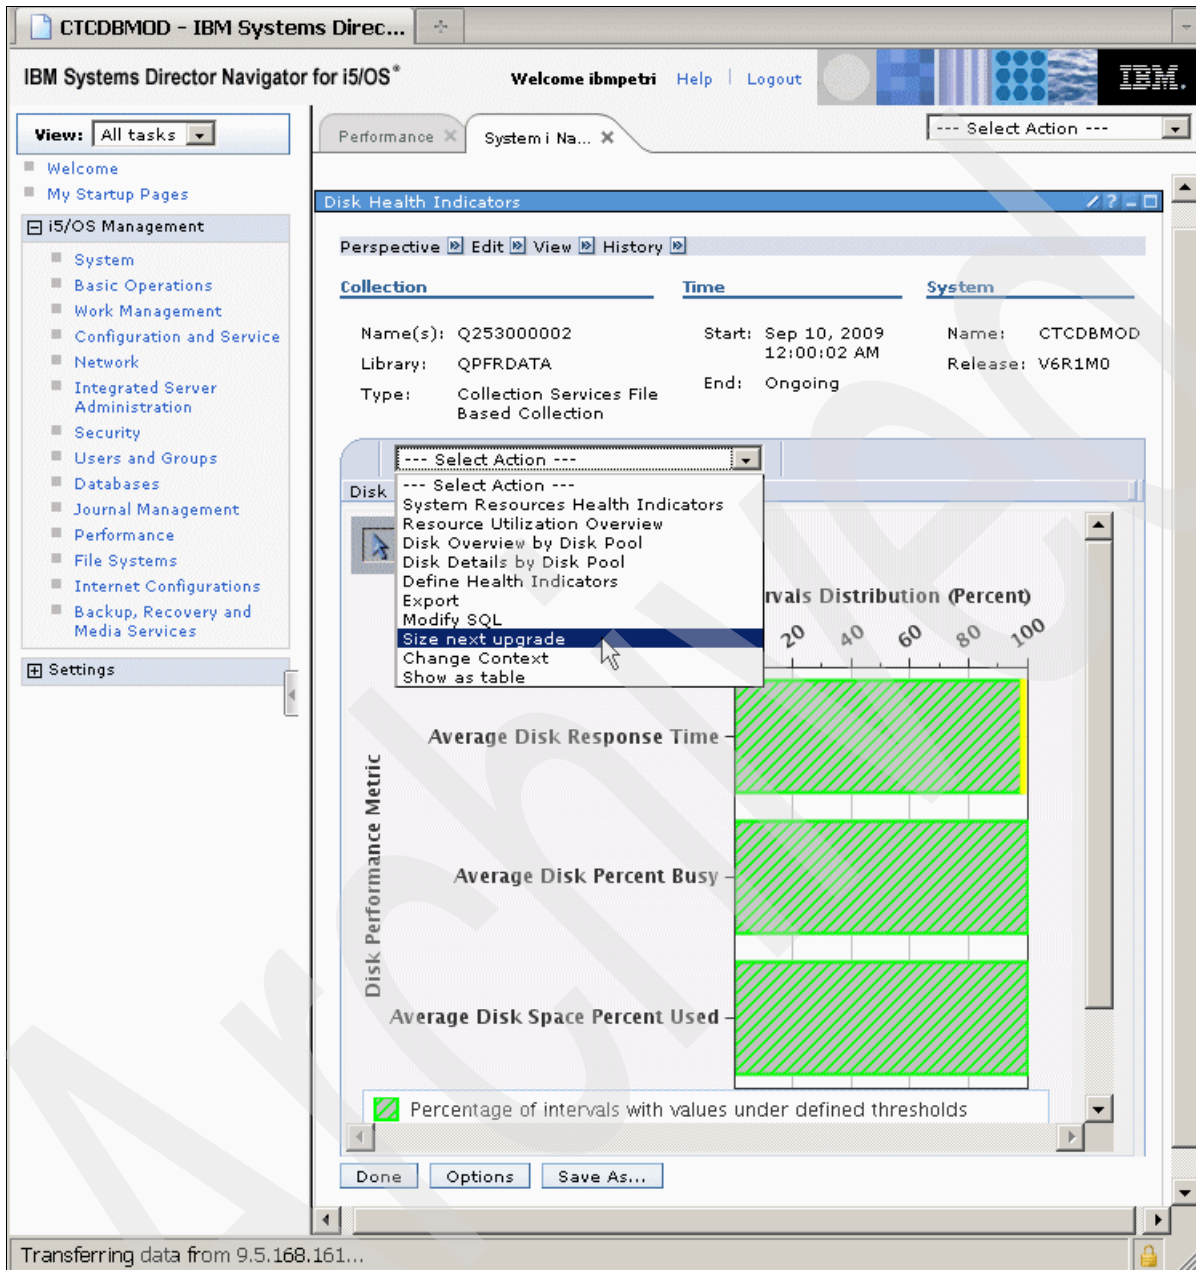 CTCDBMOD - IBM Systems Direc...
IBM Systems Director Navigator for i5/OS®
Welcome ibmpetri Help Logout
IBM.
View: All tasks
Welcome
My Startup Pages
i5/OS Management
System
Basic Operations
Work Management
Configuration and Service
Network
Integrated Server
Administration
Security
Users and Groups
Databases
Journal Management
Performance
File Systems
Internet Configurations
Backup, Recovery and
Media Services
Settings
Performance
System i Na...
--- Select Action ---
Disk Health Indicators
Perspective Edit View History
Collection
Name(s): Q253000002
Library: QPFRDATA
Type: Collection Services File
Based Collection
Time
Start: Sep 10, 2009
12:00:02 AM
End: Ongoing
System
Name: CTCDBMOD
Release: V6R1M0
--- Select Action ---
Disk
--- Select Action ---
System Resources Health Indicators
Resource Utilization Overview
Disk Overview by Disk Pool
Disk Details by Disk Pool
Define Health Indicators
Export
Modify SQL
Size next upgrade
Change Context
Show as table
rvals Distribution (Percent)
20 40 60 80 100
Disk Performance Metric
Average Disk Response Time
Average Disk Percent Busy
Average Disk Space Percent Used
Percentage of intervals with values under defined thresholds
Done Options Save As...
Transferring data from 9.5.168.161...
Archived